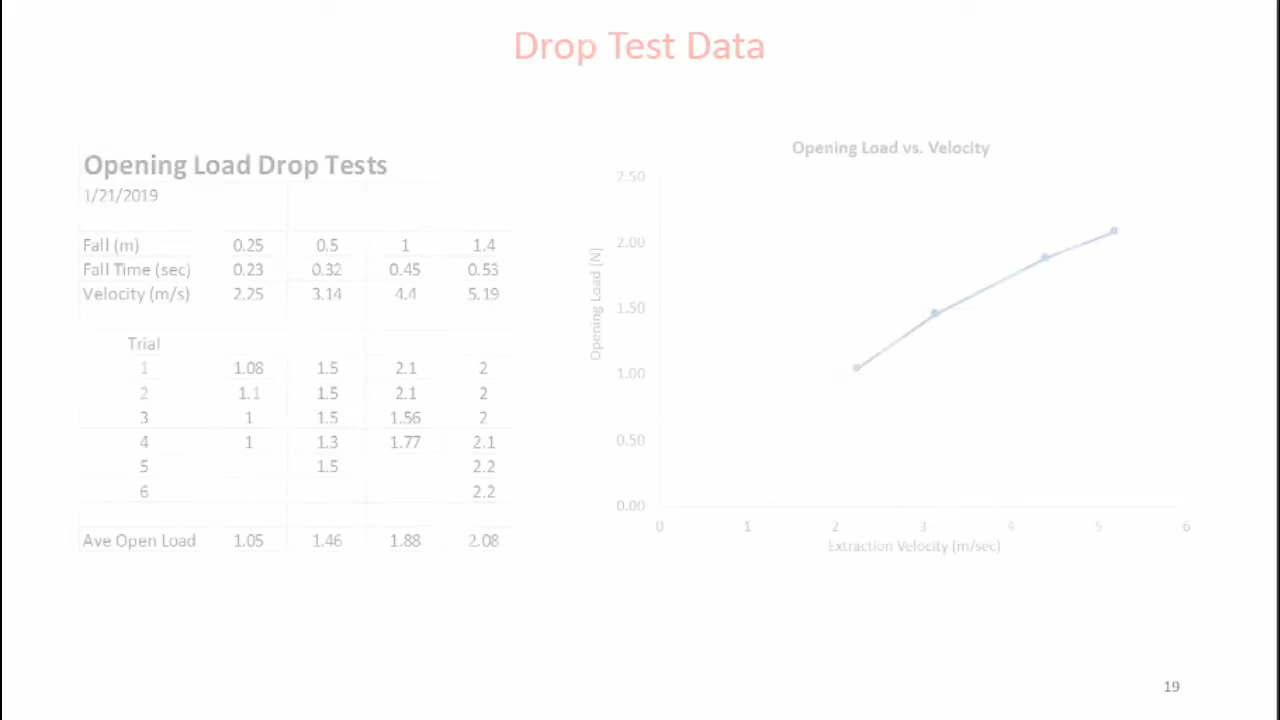 Drop Test Data
Opening Load Drop Tests
1/21/2019
Fall (m) 0.25 0.5 1 1.4
Fall Time (sec) 0.23 0.32 0.45 0.53
Velocity (m/s) 2.25 3.14 4.4 5.19
Trial
1 1.08 1.5 2.1 2
2 1.1 1.5 2.1 2
3 1 1.5 1.56 2
4 1 1.3 1.77 2.1
5 1.5 2.2
6 2.2
Ave Open Load 1.05 1.46 1.88 2.08
Opening Load vs. Velocity
Opening Load [N]
2.50
2.00
1.50
1.00
0.50
0.00
0 1 2 3 4 5 6
Extraction Velocity (m/sec)
19